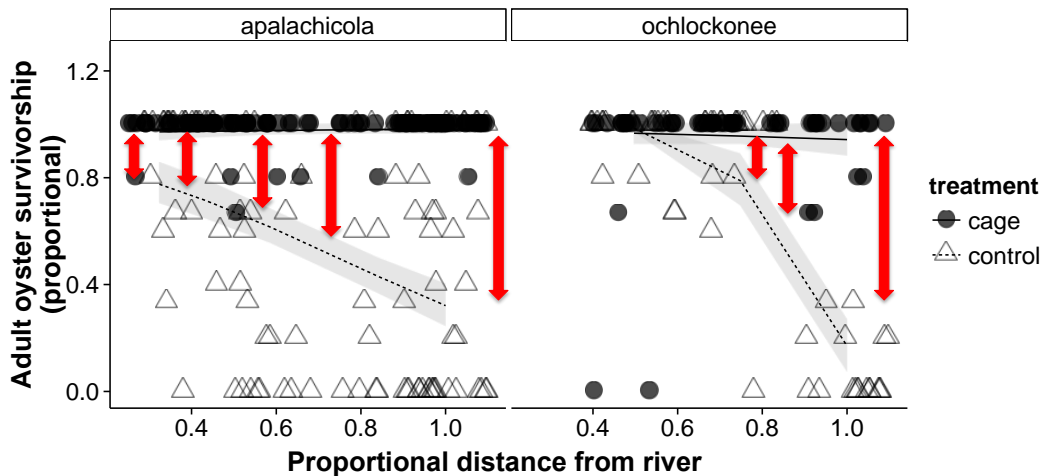 apalachicola
ochlockonee
Adult oyster survivorship
(proportional)
1.2
0.8
0.4
0.0
0.4
0.6
0.8
1.0
0.4
0.6
0.8
1.0
Proportional distance from river
treatment
cage
control